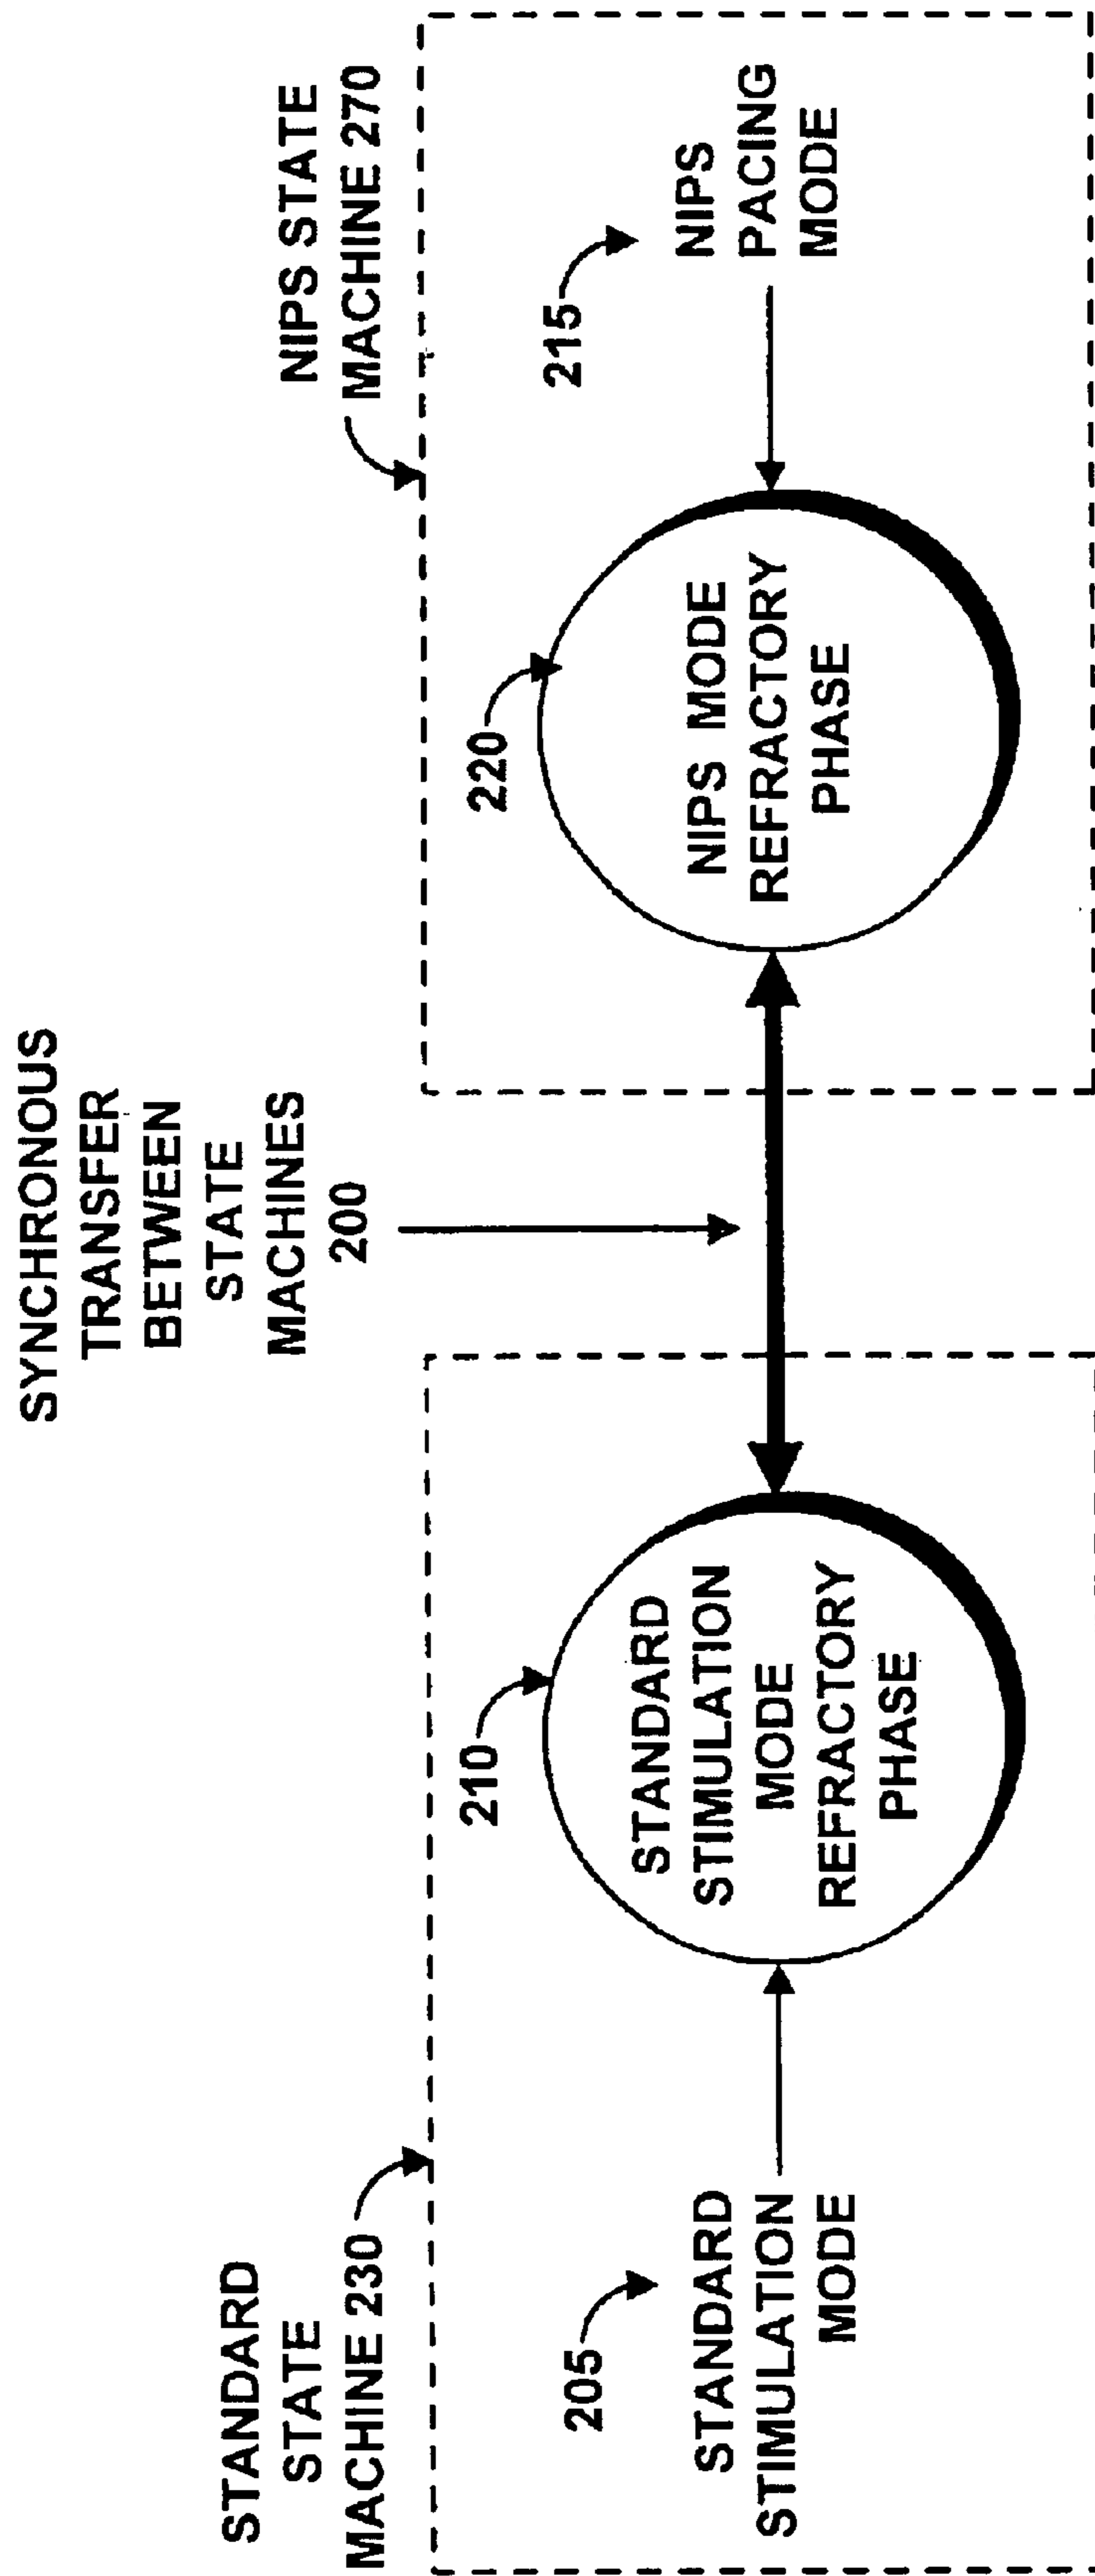 SYNCHRONOUS
TRANSFER
BETWEEN
STATE
MACHINES
200
STANDARD
STATE
MACHINE 230
NIPS STATE
MACHINE 270
205
STANDARD
STIMULATION
MODE
210
STANDARD
STIMULATION
MODE
REFRACTORY
PHASE
220
NIPS MODE
REFRACTORY
PHASE
215
NIPS
PACING
MODE